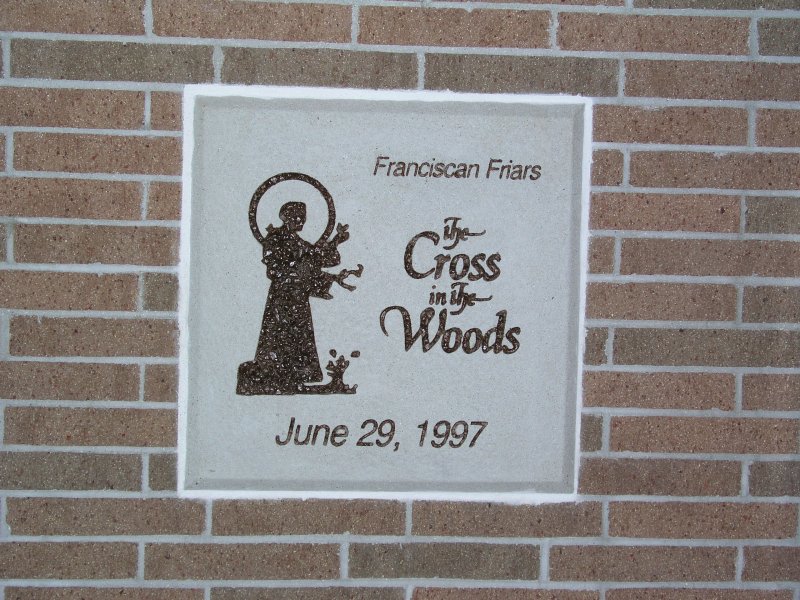 Franciscan Friars
The
Cross
in The
Woods
June 29, 1997